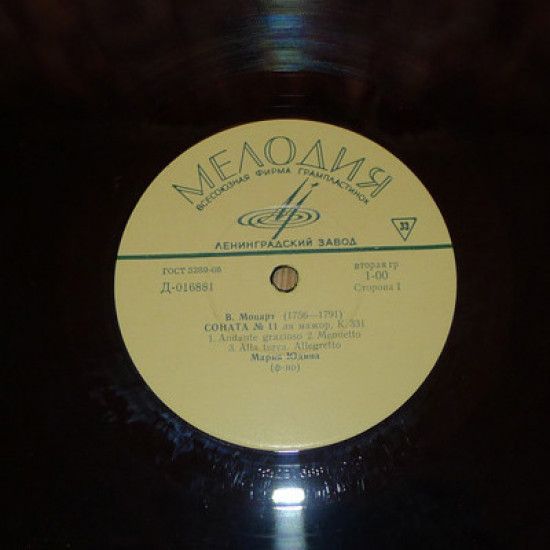 МЕЛОДИЯ
ВСЕСОЮЗНАЯ ФИРМА ГРАМПЛАСТИНОК
ЛЕНИНГРАДСКИЙ ЗАВОД
33
ГОСТ 5289-68
вторая гр
Д-016881
1-00
Сторона 1
В. Моцарт (1756—1791)
СОНАТА № 11 ля мажор, К. 331
1. Andante grazioso 2. Menuetto
3. Alla turca. Allegretto
Мария Юдина
(ф-но)